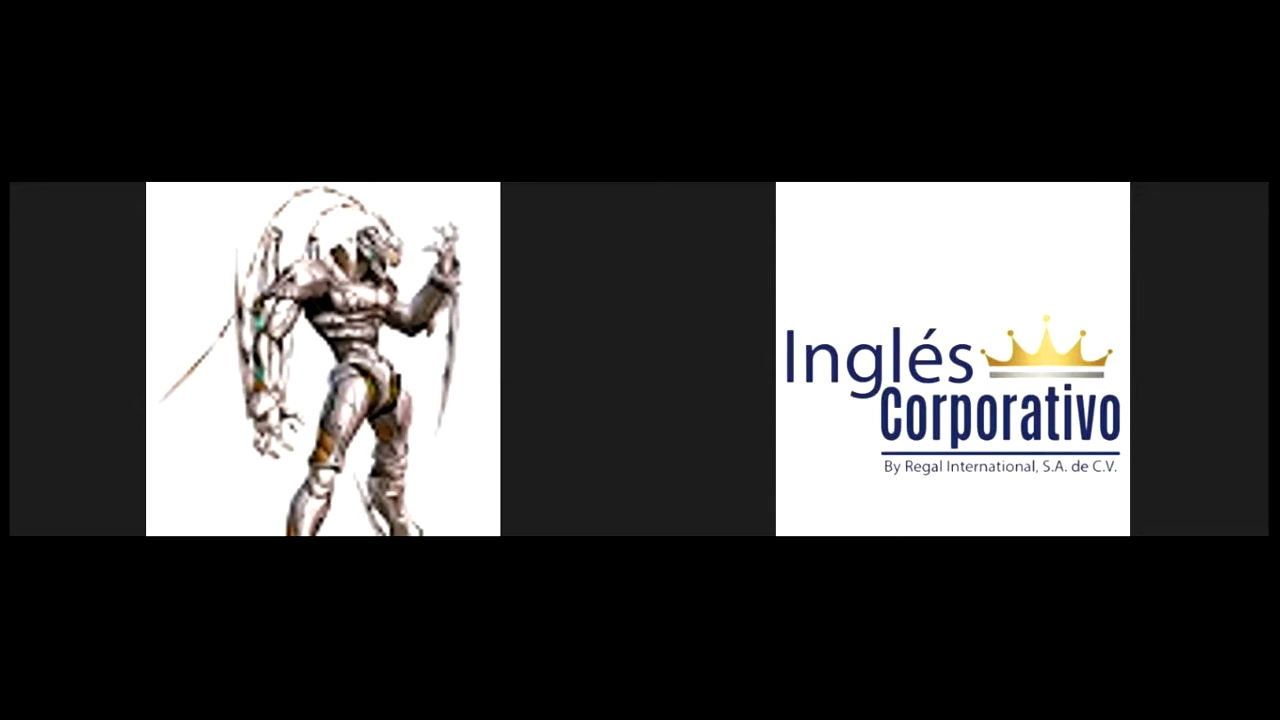 Inglés
Corporativo
By Regal International, S.A. de C.V.